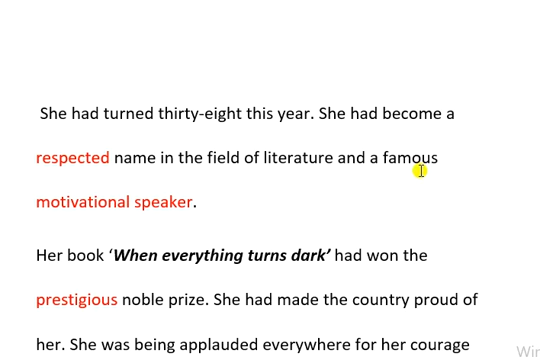 She had turned thirty-eight this year. She had become a
respected name in the field of literature and a famous
motivational speaker.
Her book ‘When everything turns dark’ had won the
prestigious noble prize. She had made the country proud of
her. She was being applauded everywhere for her courage